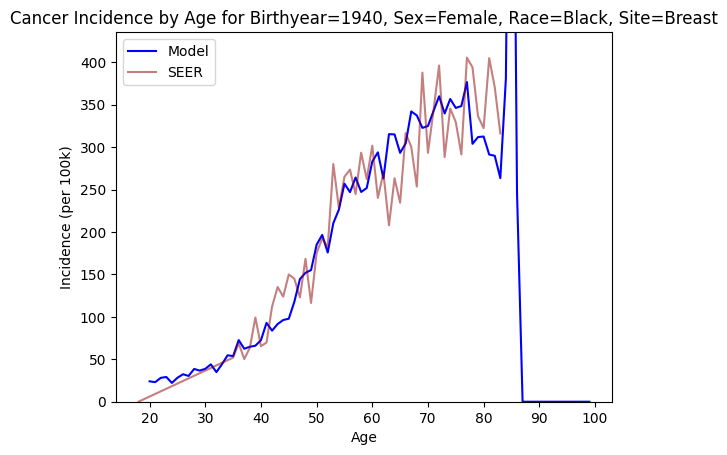 Cancer Incidence by Age for Birthyear=1940, Sex=Female, Race=Black, Site=Breast
Model
SEER
400
350
300
250
200
150
100
50
0
Incidence (per 100k)
20 30 40 50 60 70 80 90 100
Age